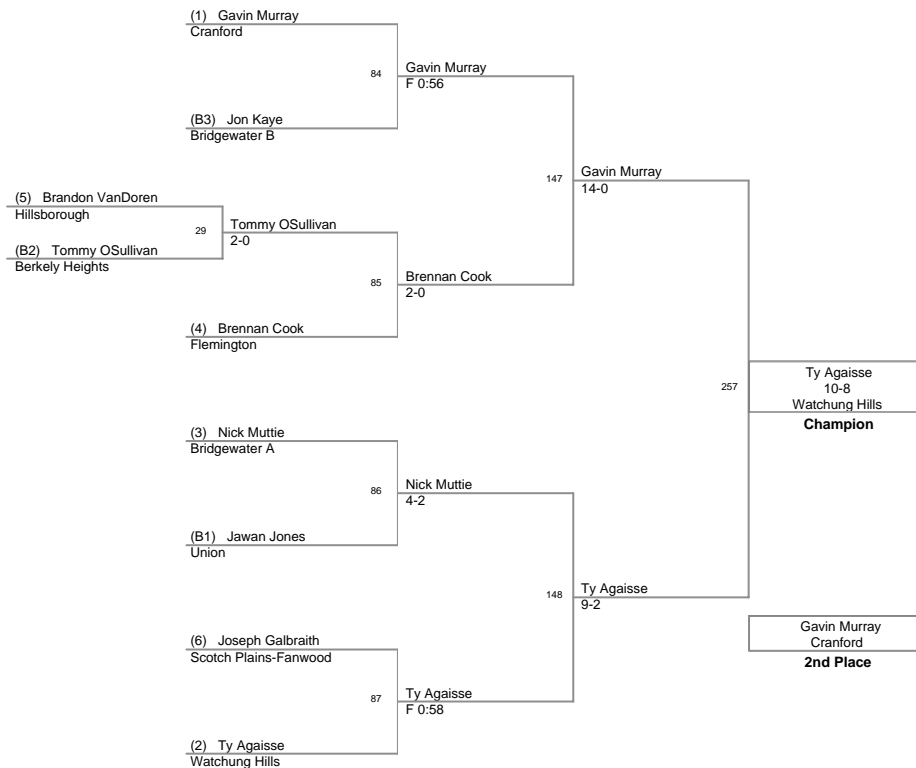 (1) Gavin Murray
Cranford
84
Gavin Murray
F 0:56
(B3) Jon Kaye
Bridgewater B
147
Gavin Murray
14-0
(5) Brandon VanDoren
Hillsborough
29
Tommy OSullivan
2-0
(B2) Tommy OSullivan
Berkely Heights
85
Brennan Cook
2-0
(4) Brennan Cook
Flemington
257
Ty Agaisse
10-8
Watchung Hills
Champion
(3) Nick Muttie
Bridgewater A
86
Nick Muttie
4-2
(B1) Jawan Jones
Union
148
Ty Agaisse
9-2
(6) Joseph Galbraith
Scotch Plains-Fanwood
87
Ty Agaisse
F 0:58
(2) Ty Agaisse
Watchung Hills
Gavin Murray
Cranford
2nd Place